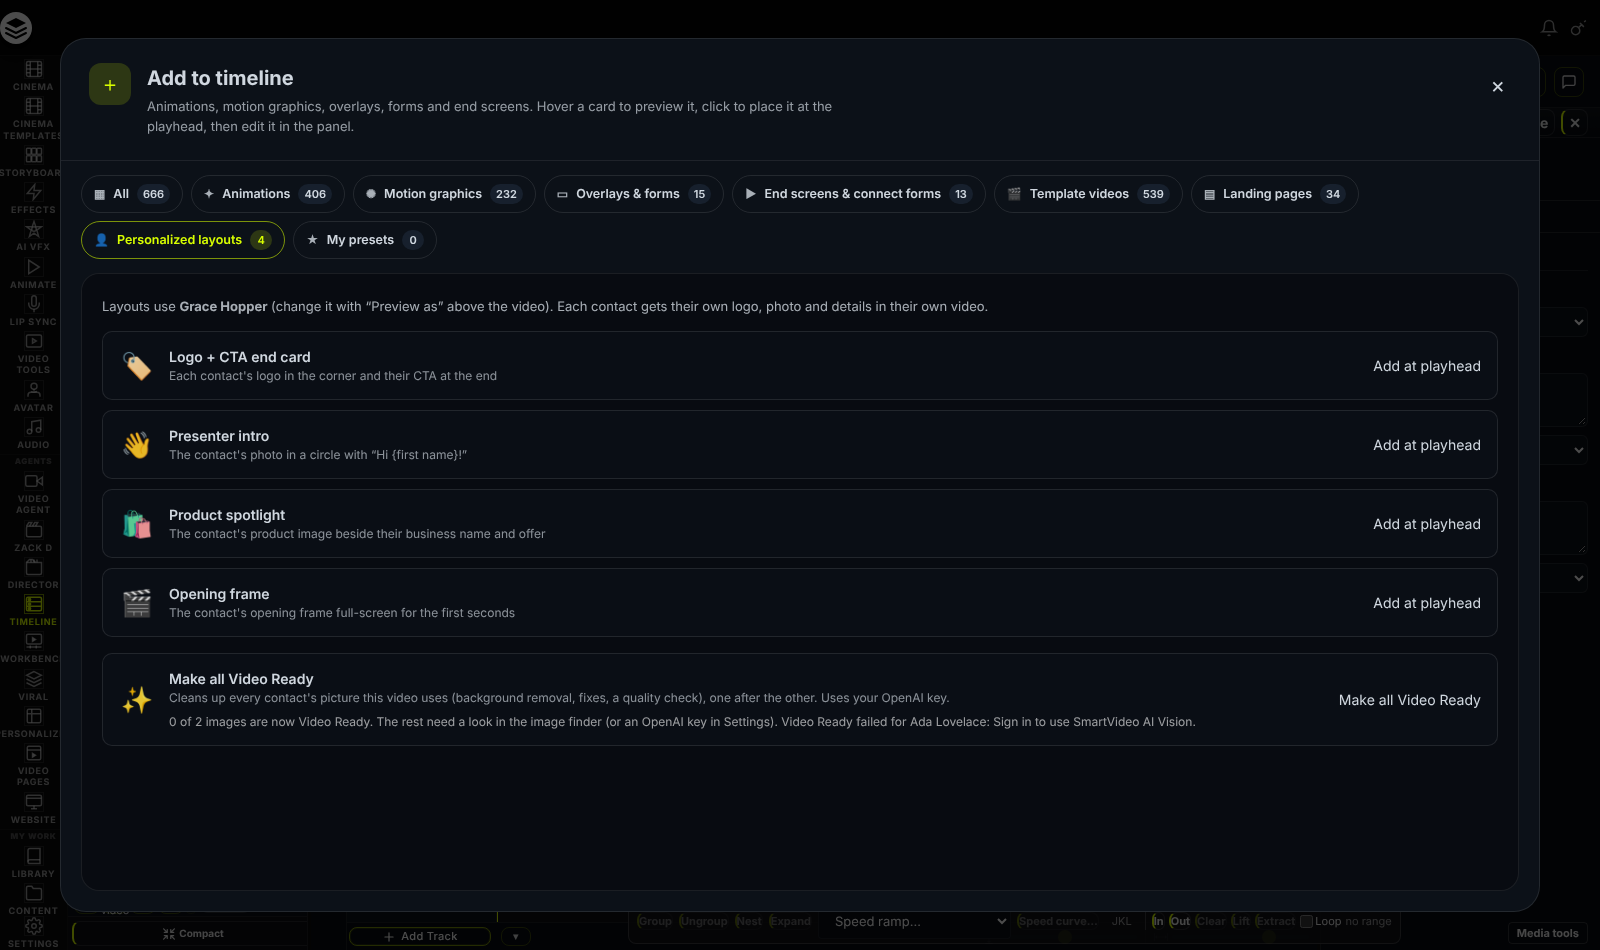 Add to timeline
Animations, motion graphics, overlays, forms and end screens. Hover a card to preview it, click to place it at the
playhead, then edit it in the panel.
All 666
Animations 406
Motion graphics 232
Overlays & forms 15
End screens & connect forms 13
Template videos 539
Landing pages 34
Personalized layouts 4
My presets 0
Layouts use Grace Hopper (change it with “Preview as” above the video). Each contact gets their own logo, photo and details in their own video.
Logo + CTA end card
Each contact's logo in the corner and their CTA at the end
Add at playhead
Presenter intro
The contact's photo in a circle with “Hi {first name}!”
Add at playhead
Product spotlight
The contact's product image beside their business name and offer
Add at playhead
Opening frame
The contact's opening frame full-screen for the first seconds
Add at playhead
Make all Video Ready
Cleans up every contact's picture this video uses (background removal, fixes, a quality check), one after the other. Uses your OpenAI key.
0 of 2 images are now Video Ready. The rest need a look in the image finder (or an OpenAI key in Settings). Video Ready failed for Ada Lovelace: Sign in to use SmartVideo AI Vision.
Make all Video Ready
CINEMA
CINEMA
TEMPLATES
STORYBOAR
EFFECTS
AI VFX
ANIMATE
LIP SYNC
VIDEO
TOOLS
AVATAR
AUDIO
AGENTS
VIDEO
AGENT
ZACK D
DIRECTOR
TIMELINE
WORKBENC
VIRAL
ERSONALIZ
VIDEO
PAGES
WEBSITE
MY WORK
LIBRARY
CONTENT
SETTINGS
Compact
Add Track
Group
Ungroup
Nest
Expand
Speed ramp...
Speed curve...
JKL
In
Out
Clear
Lift
Extract
Loop
no range
Media tools